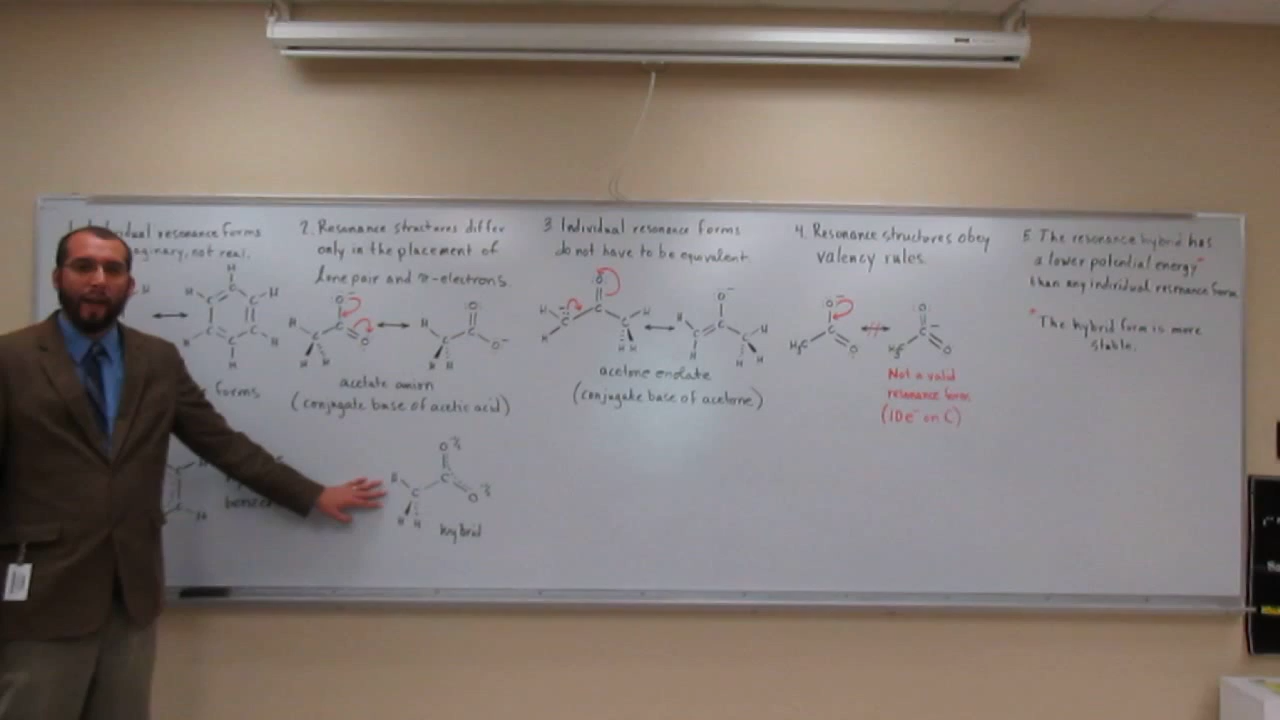 1. Individual resonance forms
imaginary, not real.
forms
benzene
2. Resonance structures differ
only in the placement of
lone pair and π-electrons.
acetate anion
(conjugate base of acetic acid)
hybrid
3. Individual resonance forms
do not have to be equivalent
acetone enolate
(conjugate base of acetone)
4. Resonance structures obey
valency rules.
H₃C
H₃C
Not a valid
resonance form
(10e⁻ on C)
5. The resonance hybrid has
a lower potential energy*
than any individual resonance form
*The hybrid form is more
stable.